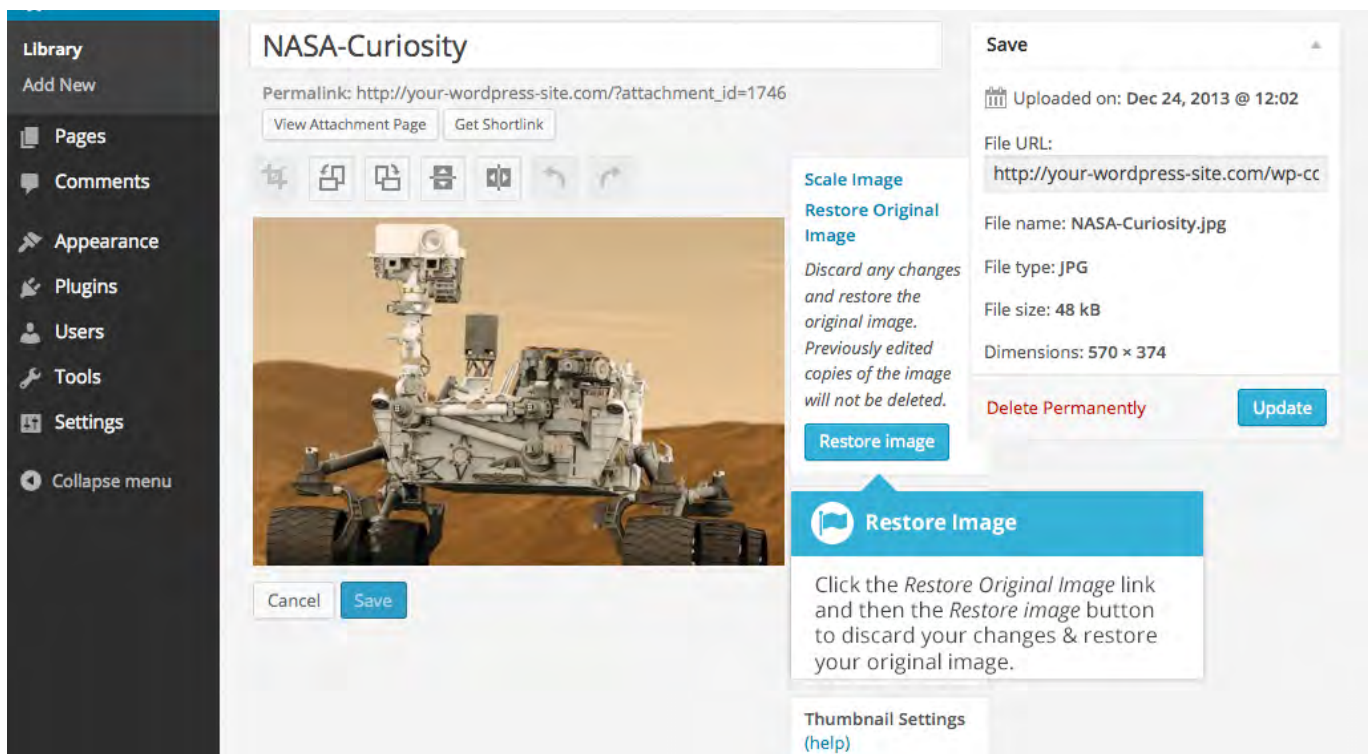 Library
Add New
Pages
Comments
Appearance
Plugins
Users
Tools
Settings
Collapse menu
NASA-Curiosity
Permalink: http://your-wordpress-site.com/?attachment_id=1746
View Attachment Page
Get Shortlink
Scale Image
Restore Original
Image
Discard any changes
and restore the
original image.
Previously edited
copies of the image
will not be deleted.
Restore image
Restore Image
Click the Restore Original Image link
and then the Restore image button
to discard your changes & restore
your original image.
Cancel
Save
Thumbnail Settings
(help)
Save
Uploaded on: Dec 24, 2013 @ 12:02
File URL:
http://your-wordpress-site.com/wp-cc
File name: NASA-Curiosity.jpg
File type: JPG
File size: 48 kB
Dimensions: 570 × 374
Delete Permanently
Update